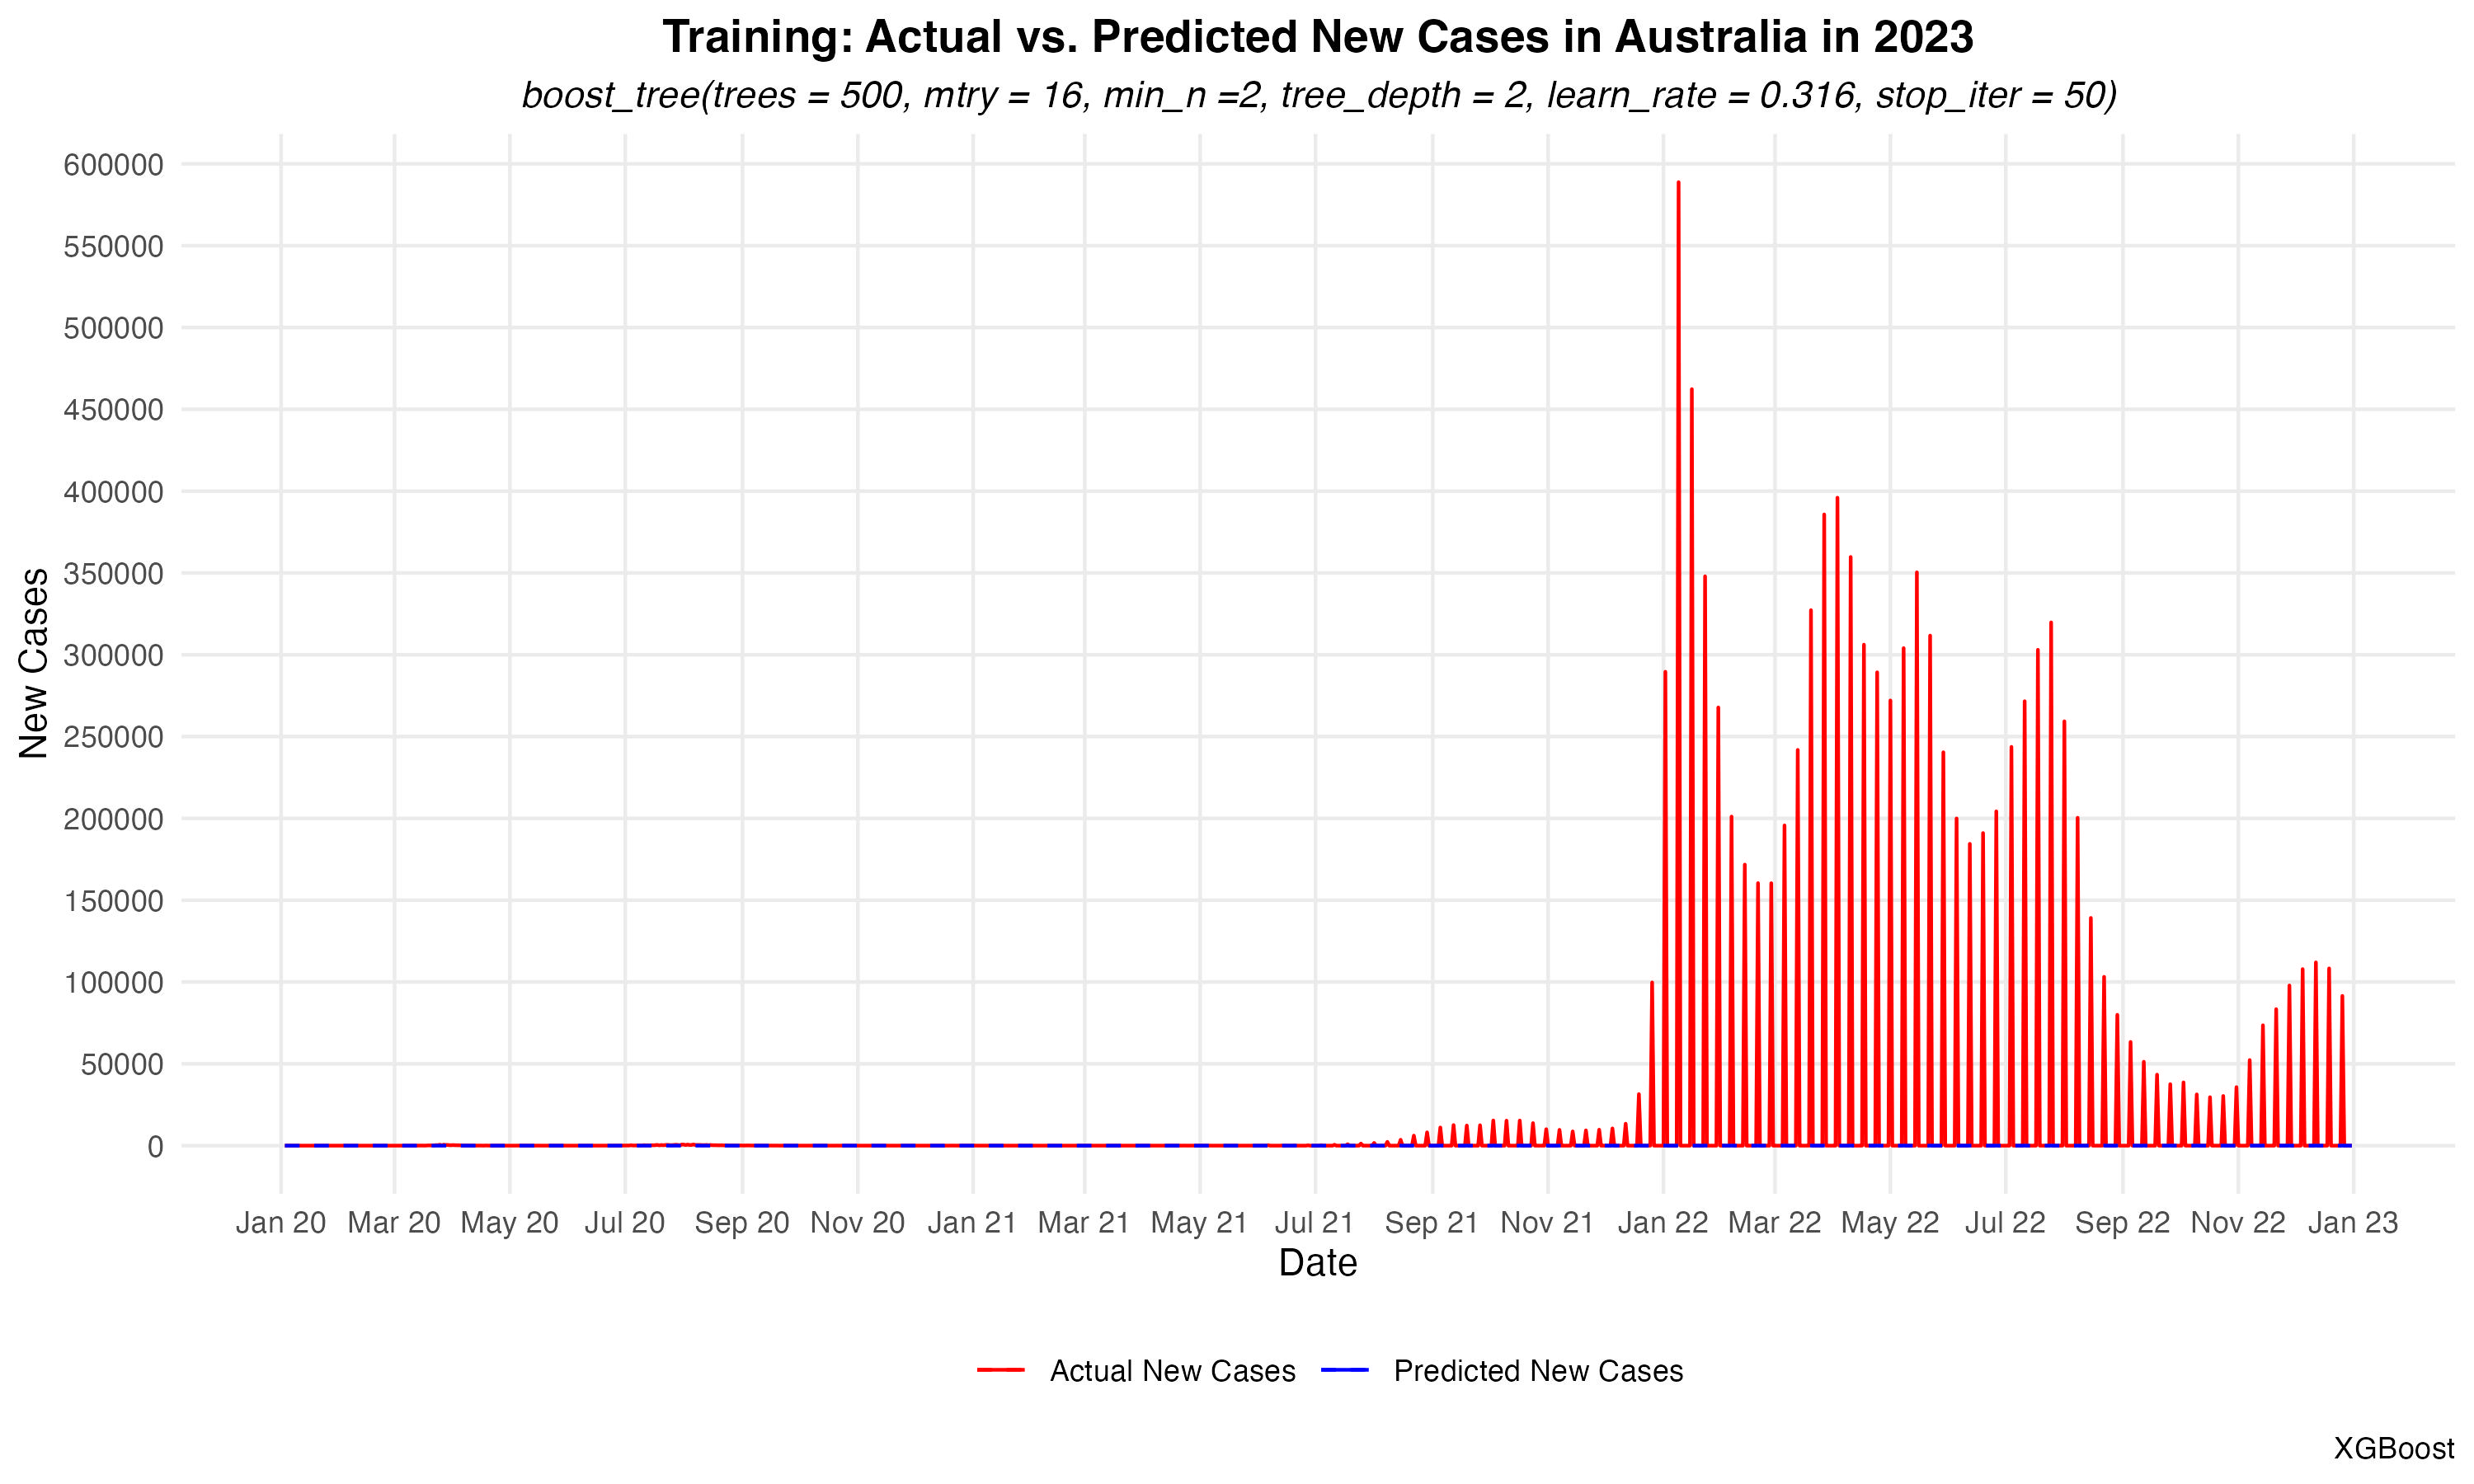 Training: Actual vs. Predicted New Cases in Australia in 2023
boost_tree(trees = 500, mtry = 16, min_n =2, tree_depth = 2, learn_rate = 0.316, stop_iter = 50)
600000
550000
500000
450000
400000
350000
300000
250000
200000
150000
100000
50000
0
New Cases
Jan 20 Mar 20 May 20 Jul 20 Sep 20 Nov 20 Jan 21 Mar 21 May 21 Jul 21 Sep 21 Nov 21 Jan 22 Mar 22 May 22 Jul 22 Sep 22 Nov 22 Jan 23
Date
Actual New Cases Predicted New Cases
XGBoost